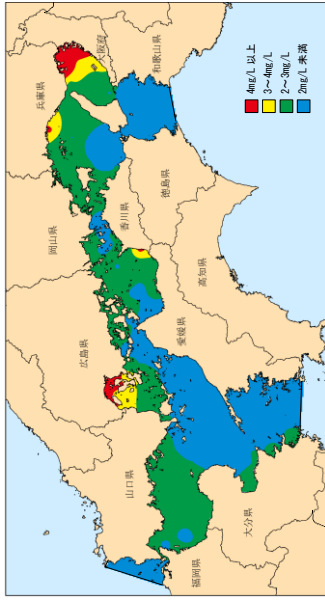 兵庫県
大阪府
和歌山県
岡山県
香川県
徳島県
広島県
愛媛県
高知県
山口県
福岡県
大分県
4mg/L 以上
3～4mg/L
2～3mg/L
2mg/L 未満